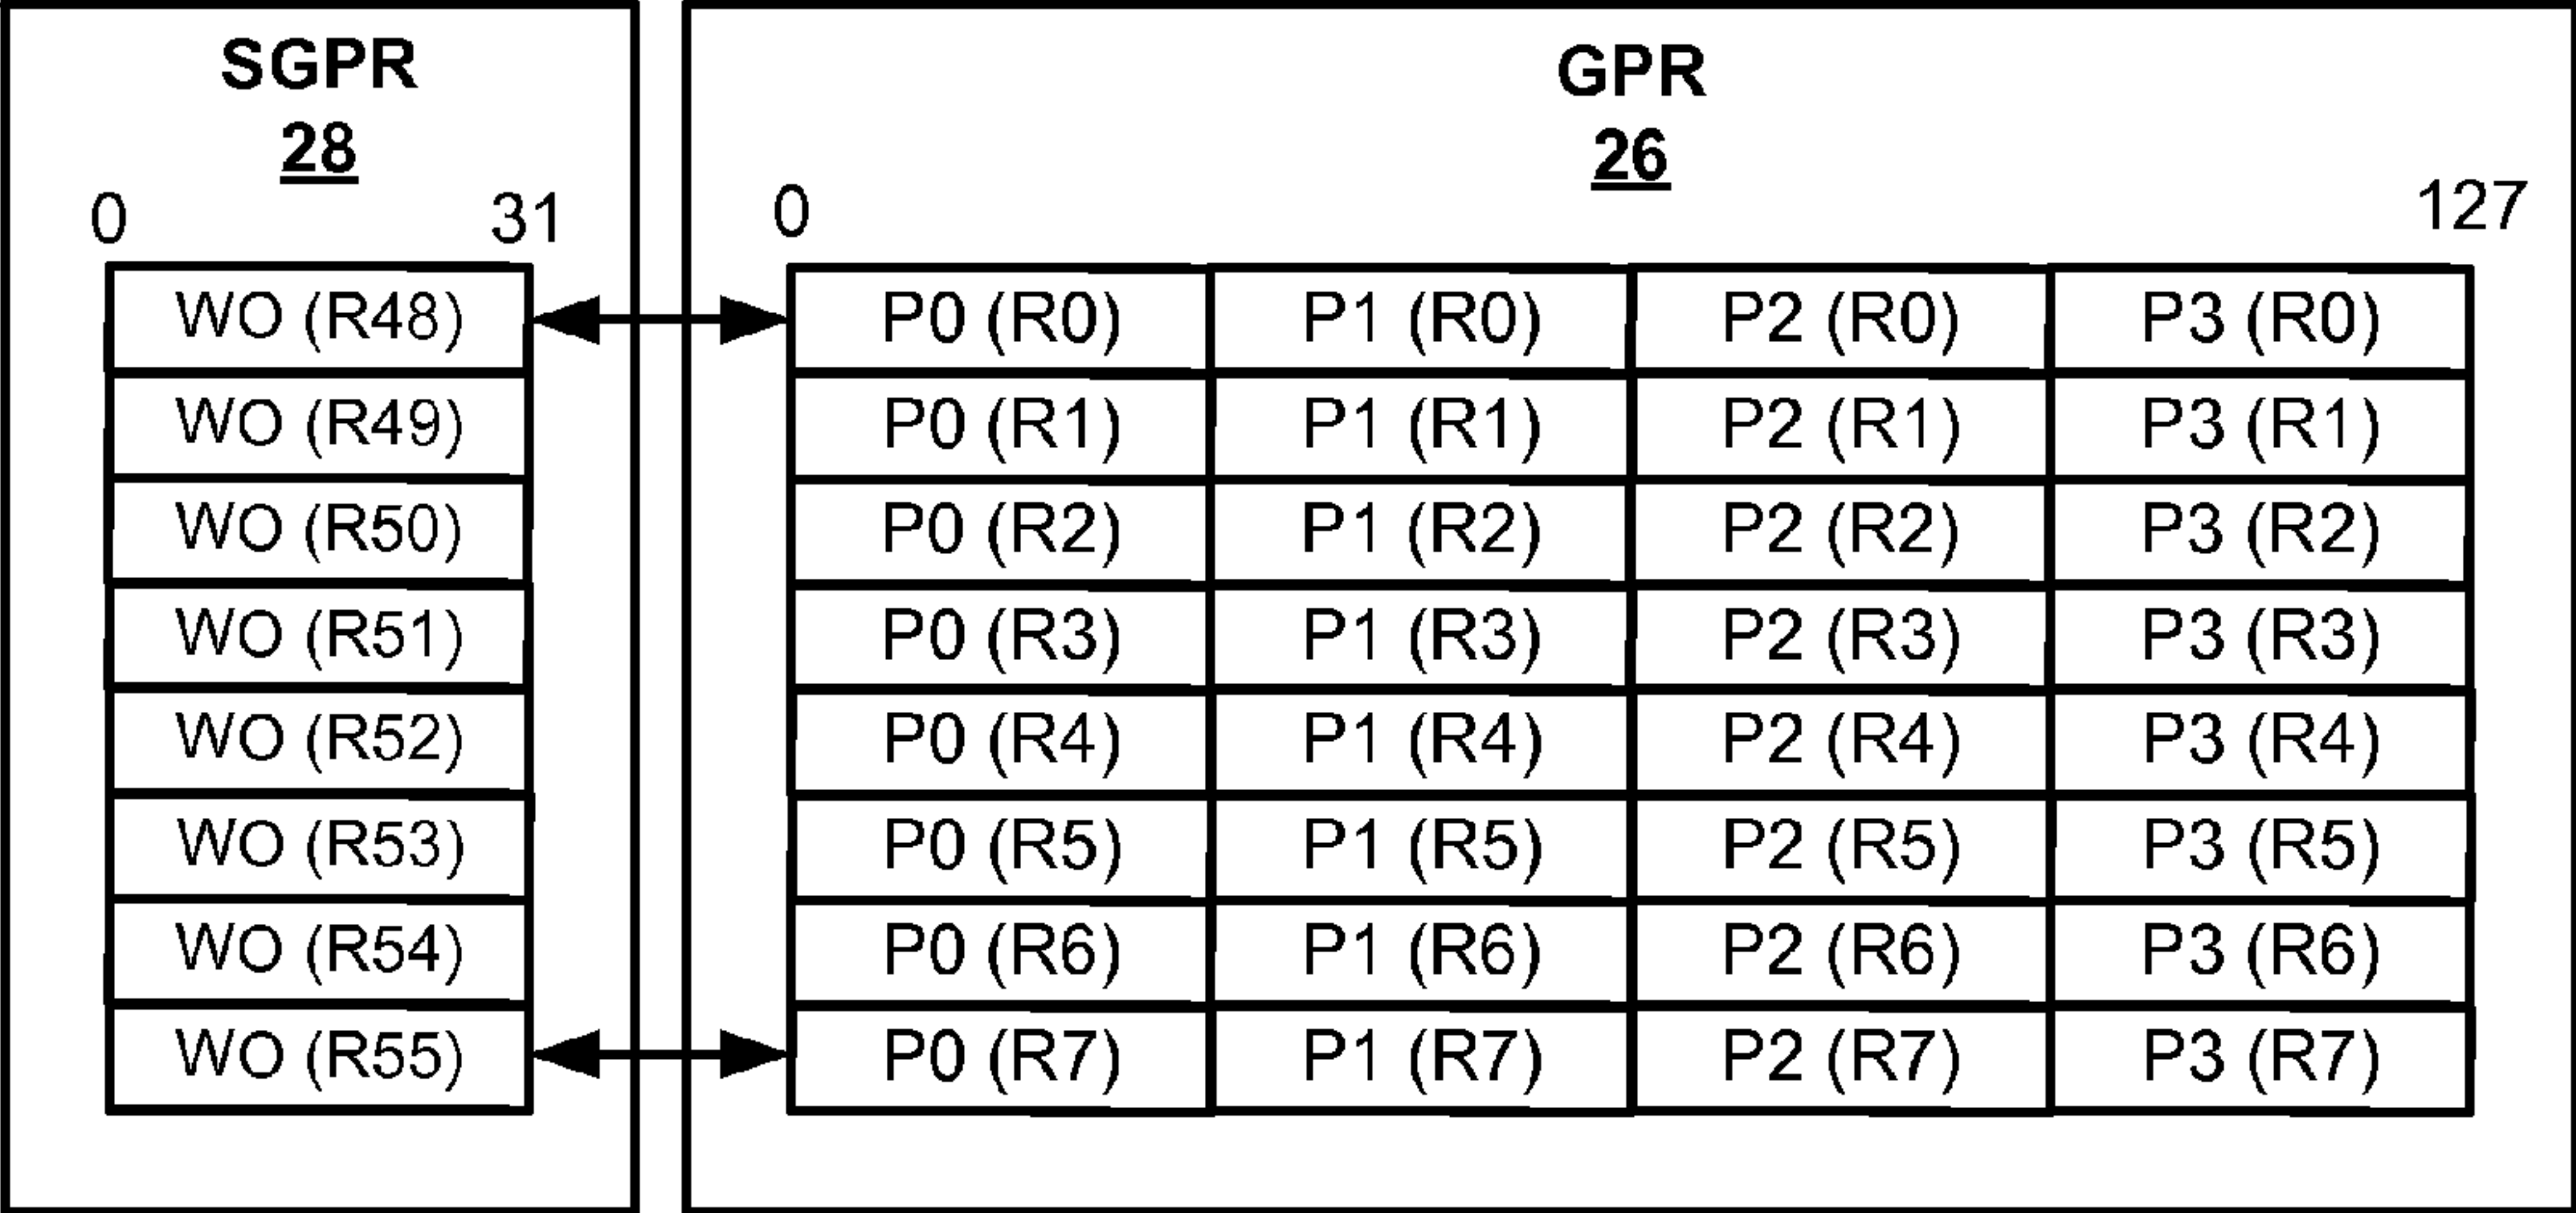 SGPR
28
0 31
WO (R48)
WO (R49)
WO (R50)
WO (R51)
WO (R52)
WO (R53)
WO (R54)
WO (R55)
GPR
26
0 127
P0 (R0) P1 (R0) P2 (R0) P3 (R0)
P0 (R1) P1 (R1) P2 (R1) P3 (R1)
P0 (R2) P1 (R2) P2 (R2) P3 (R2)
P0 (R3) P1 (R3) P2 (R3) P3 (R3)
P0 (R4) P1 (R4) P2 (R4) P3 (R4)
P0 (R5) P1 (R5) P2 (R5) P3 (R5)
P0 (R6) P1 (R6) P2 (R6) P3 (R6)
P0 (R7) P1 (R7) P2 (R7) P3 (R7)